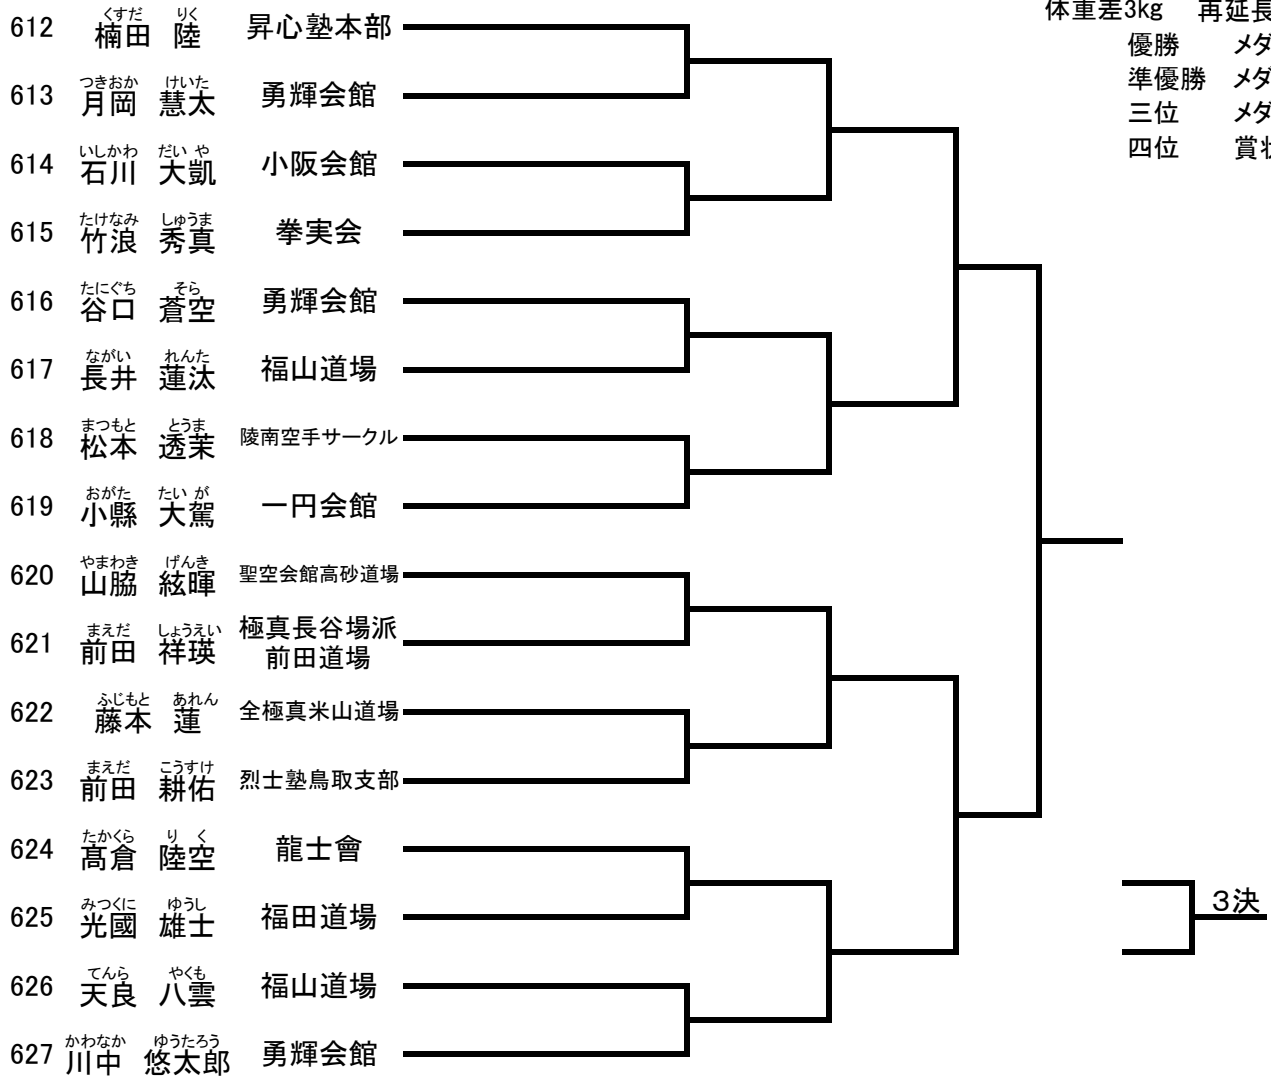 体重差3kg 再延長
優勝 メダ
準優勝 メダ
三位 メダ
四位 賞状
くすだ りく
612 楠田 陸 昇心塾本部
つきおか けいた
613 月岡 慧太 勇輝会館
いしかわ だいや
614 石川 大凱 小阪会館
たけなみ しゅうま
615 竹浪 秀真 拳実会
たにぐち そら
616 谷口 蒼空 勇輝会館
ながい れんた
617 長井 蓮汰 福山道場
まつもと とうま
618 松本 透茉 陵南空手サークル
おがた たいが
619 小縣 大駕 一円会館
やまわき げんき
620 山脇 絃暉 聖空会館高砂道場
まえだ しょうえい
621 前田 祥瑛 極真長谷場派
前田道場
ふじもと あれん
622 藤本 蓮 全極真米山道場
まえだ こうすけ
623 前田 耕佑 烈士塾鳥取支部
たかくら りく
624 髙倉 陸空 龍士會
みつくに ゆうし
625 光國 雄士 福田道場
てんら やくも
626 天良 八雲 福山道場
かわなか ゆうたろう
627 川中 悠太郎 勇輝会館
3決